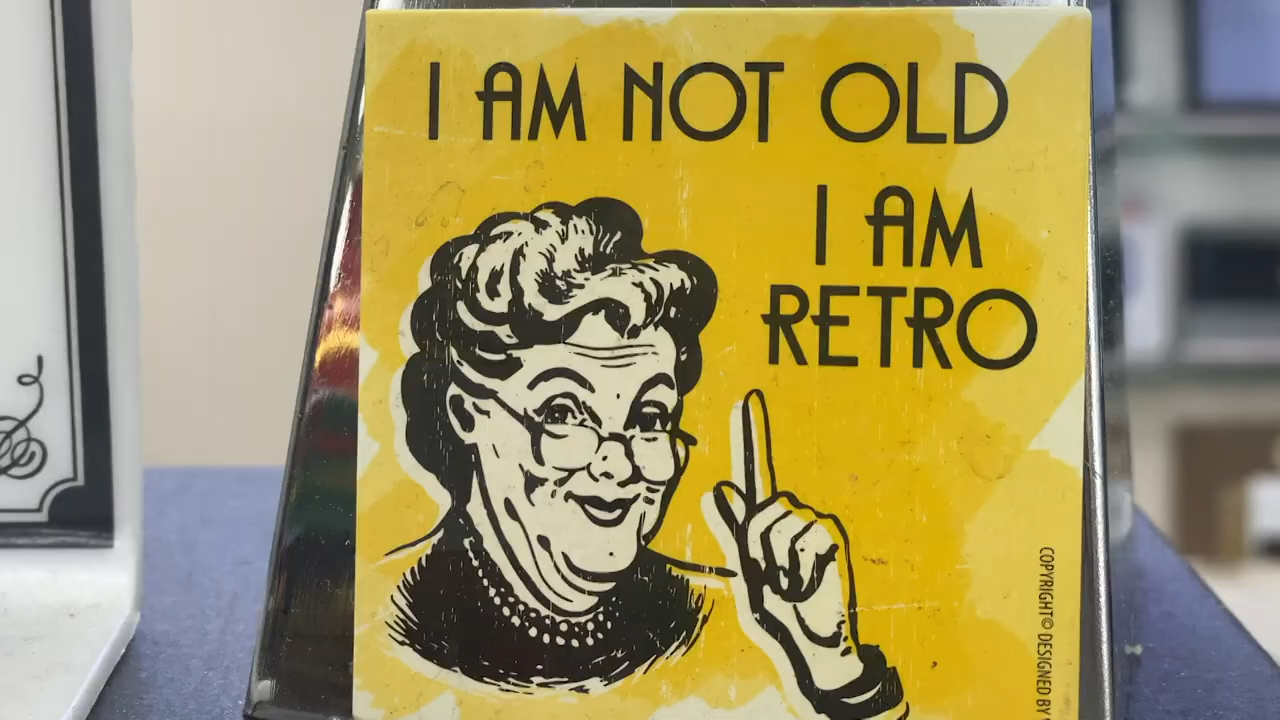 I AM NOT OLD
I AM
RETRO
COPYRIGHT© DESIGNED BY